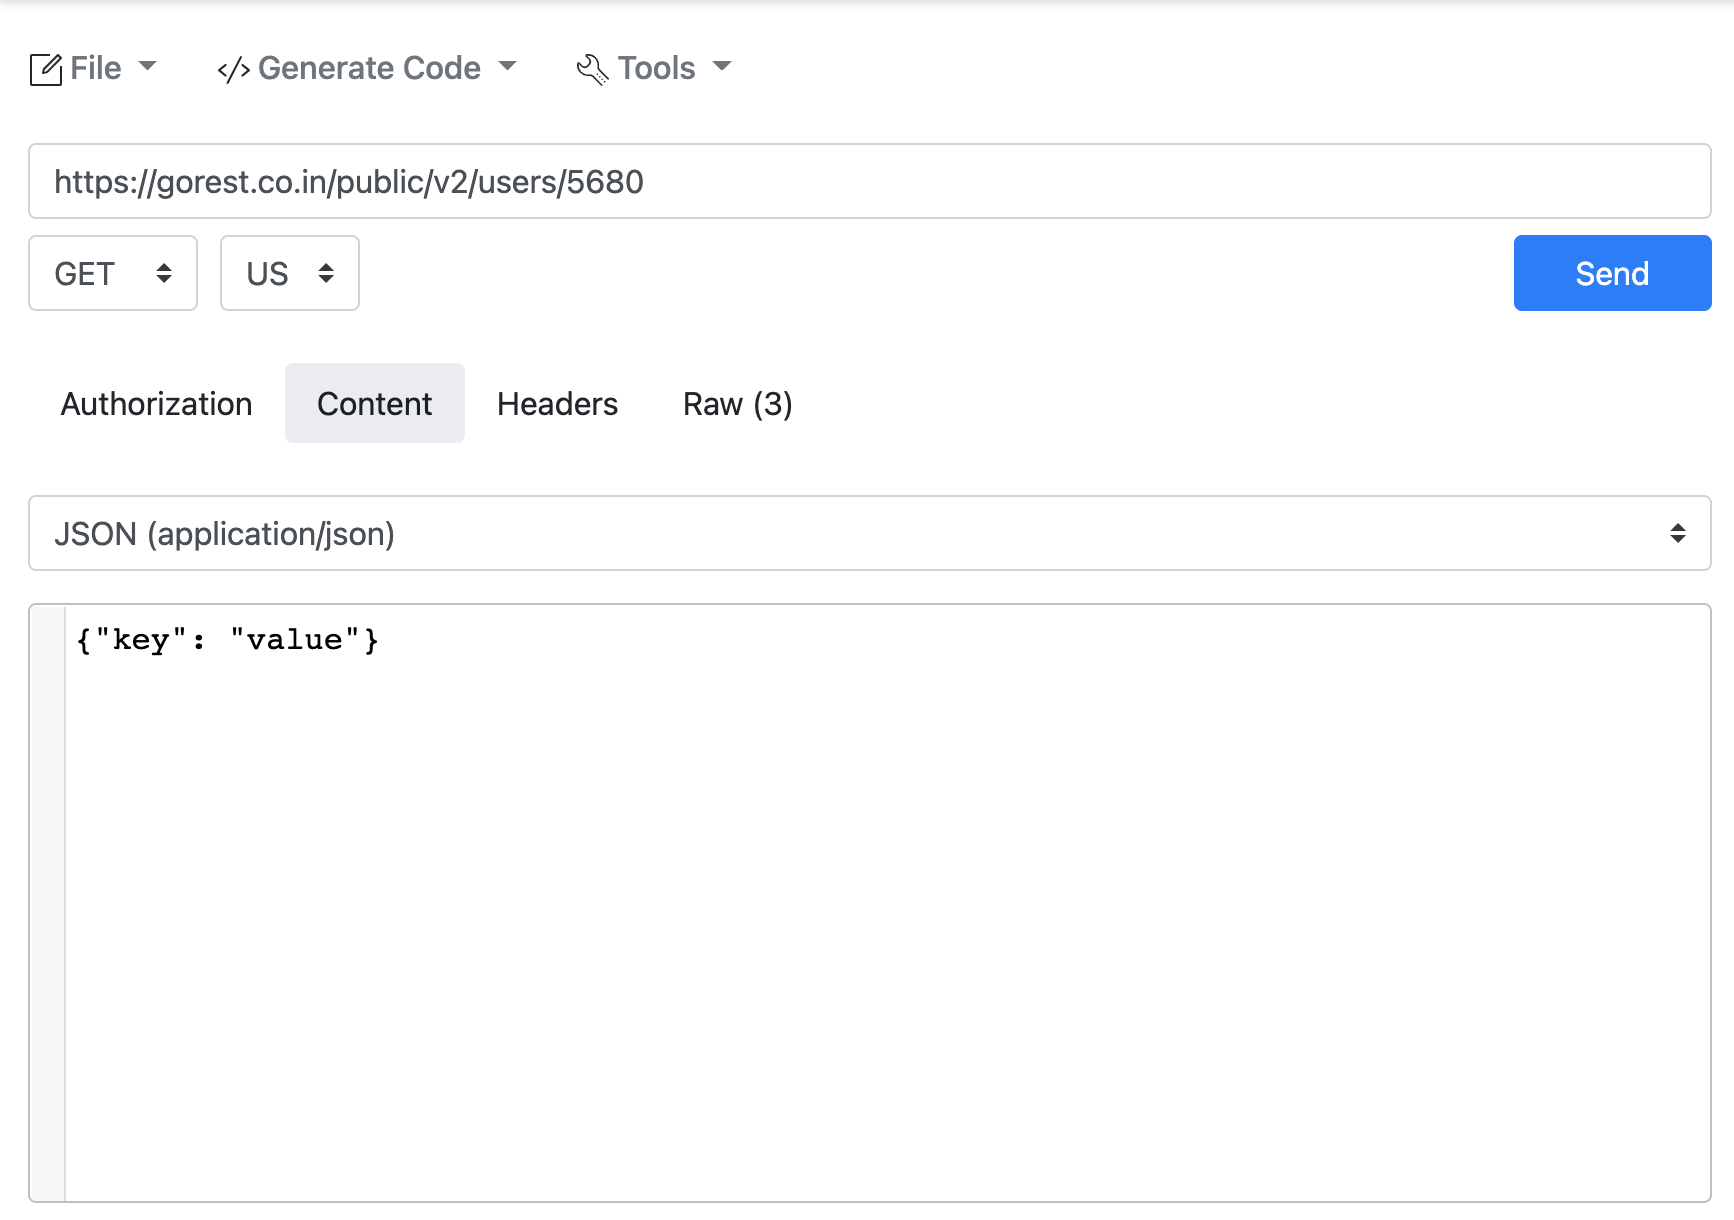 File Generate Code Tools
https://gorest.co.in/public/v2/users/5680
GET US Send
Authorization Content Headers Raw (3)
JSON (application/json)
{"key": "value"}